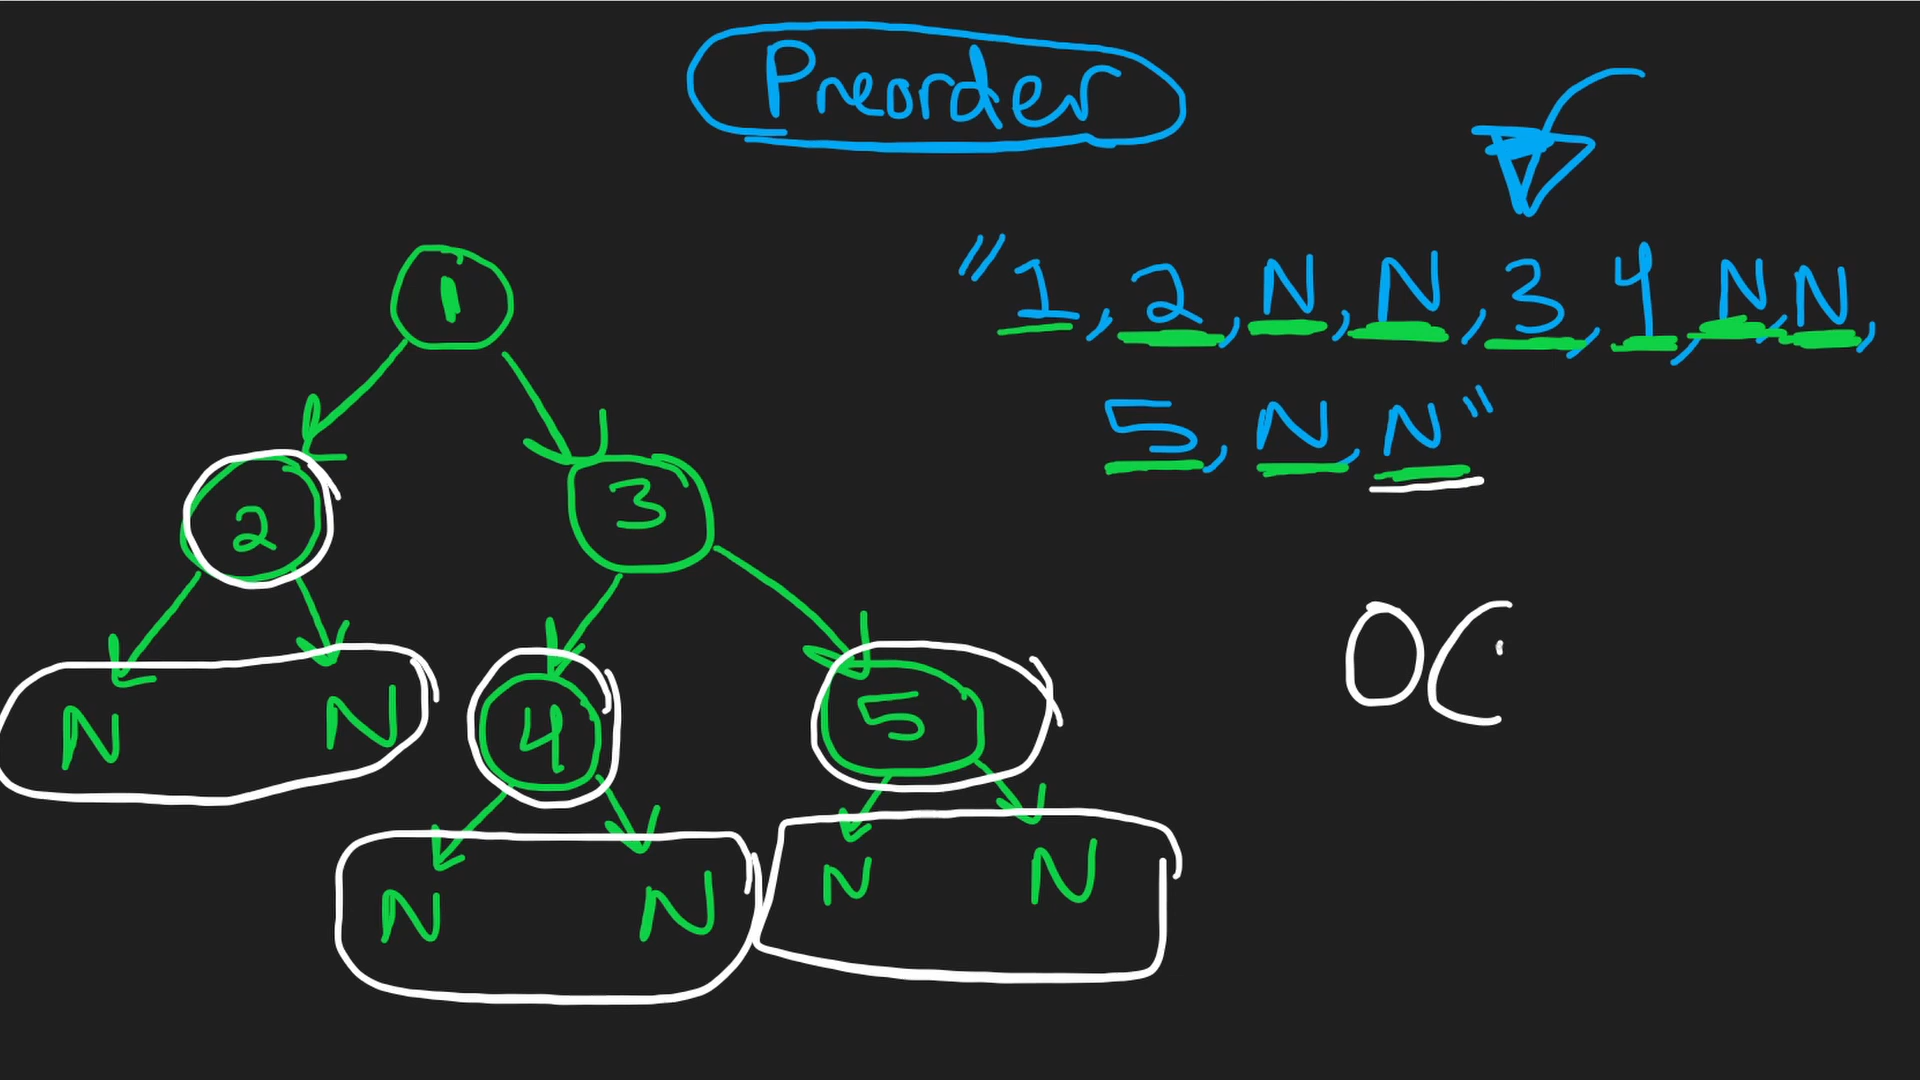 Preorder
"1, 2, N, N, 3, 4, N, N,
5, N, N"
1
2
3
N
N
4
5
N
N
N
N
O(